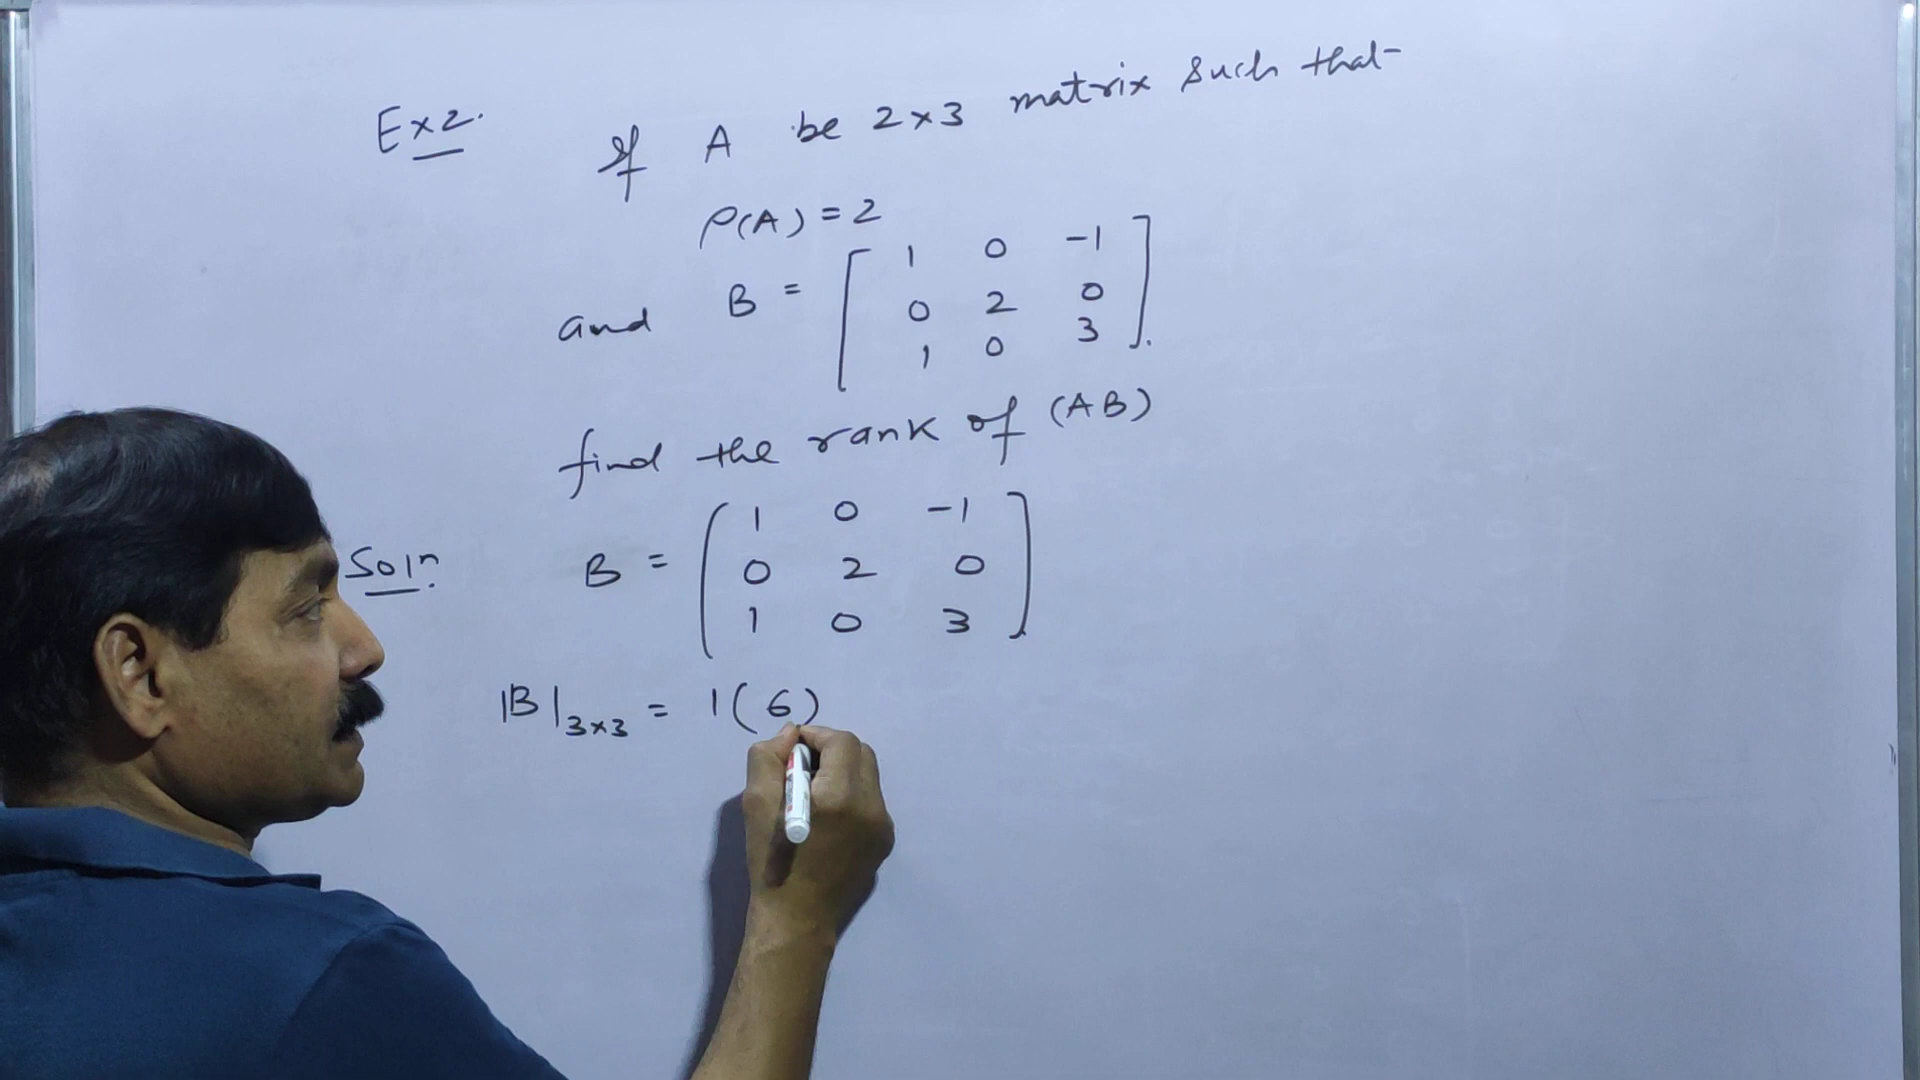 Ex2. If A be 2×3 matrix such that
ρ(A) = 2
and B = [ 1 0 -1
0 2 0
1 0 3 ].
find the rank of (AB)
Soln. B = [ 1 0 -1
0 2 0
1 0 3 ]
|B|3×3 = 1(6)